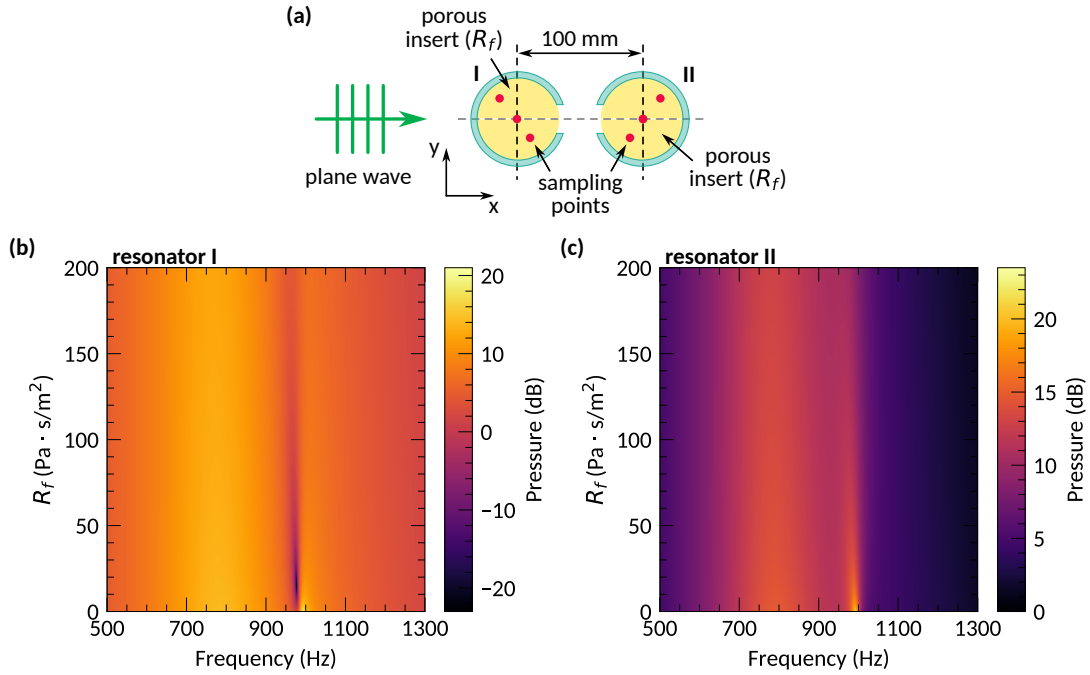 (a)
porous
insert (Rf)
100 mm
I
II
plane wave
y
x
sampling
points
porous
insert (Rf)
(b)
resonator I
200
150
100
50
0
500
700
900
1100
1300
Rf (Pa · s/m²)
Frequency (Hz)
20
10
0
−10
−20
Pressure (dB)
(c)
resonator II
200
150
100
50
0
500
700
900
1100
1300
Rf (Pa · s/m²)
Frequency (Hz)
20
15
10
5
0
Pressure (dB)